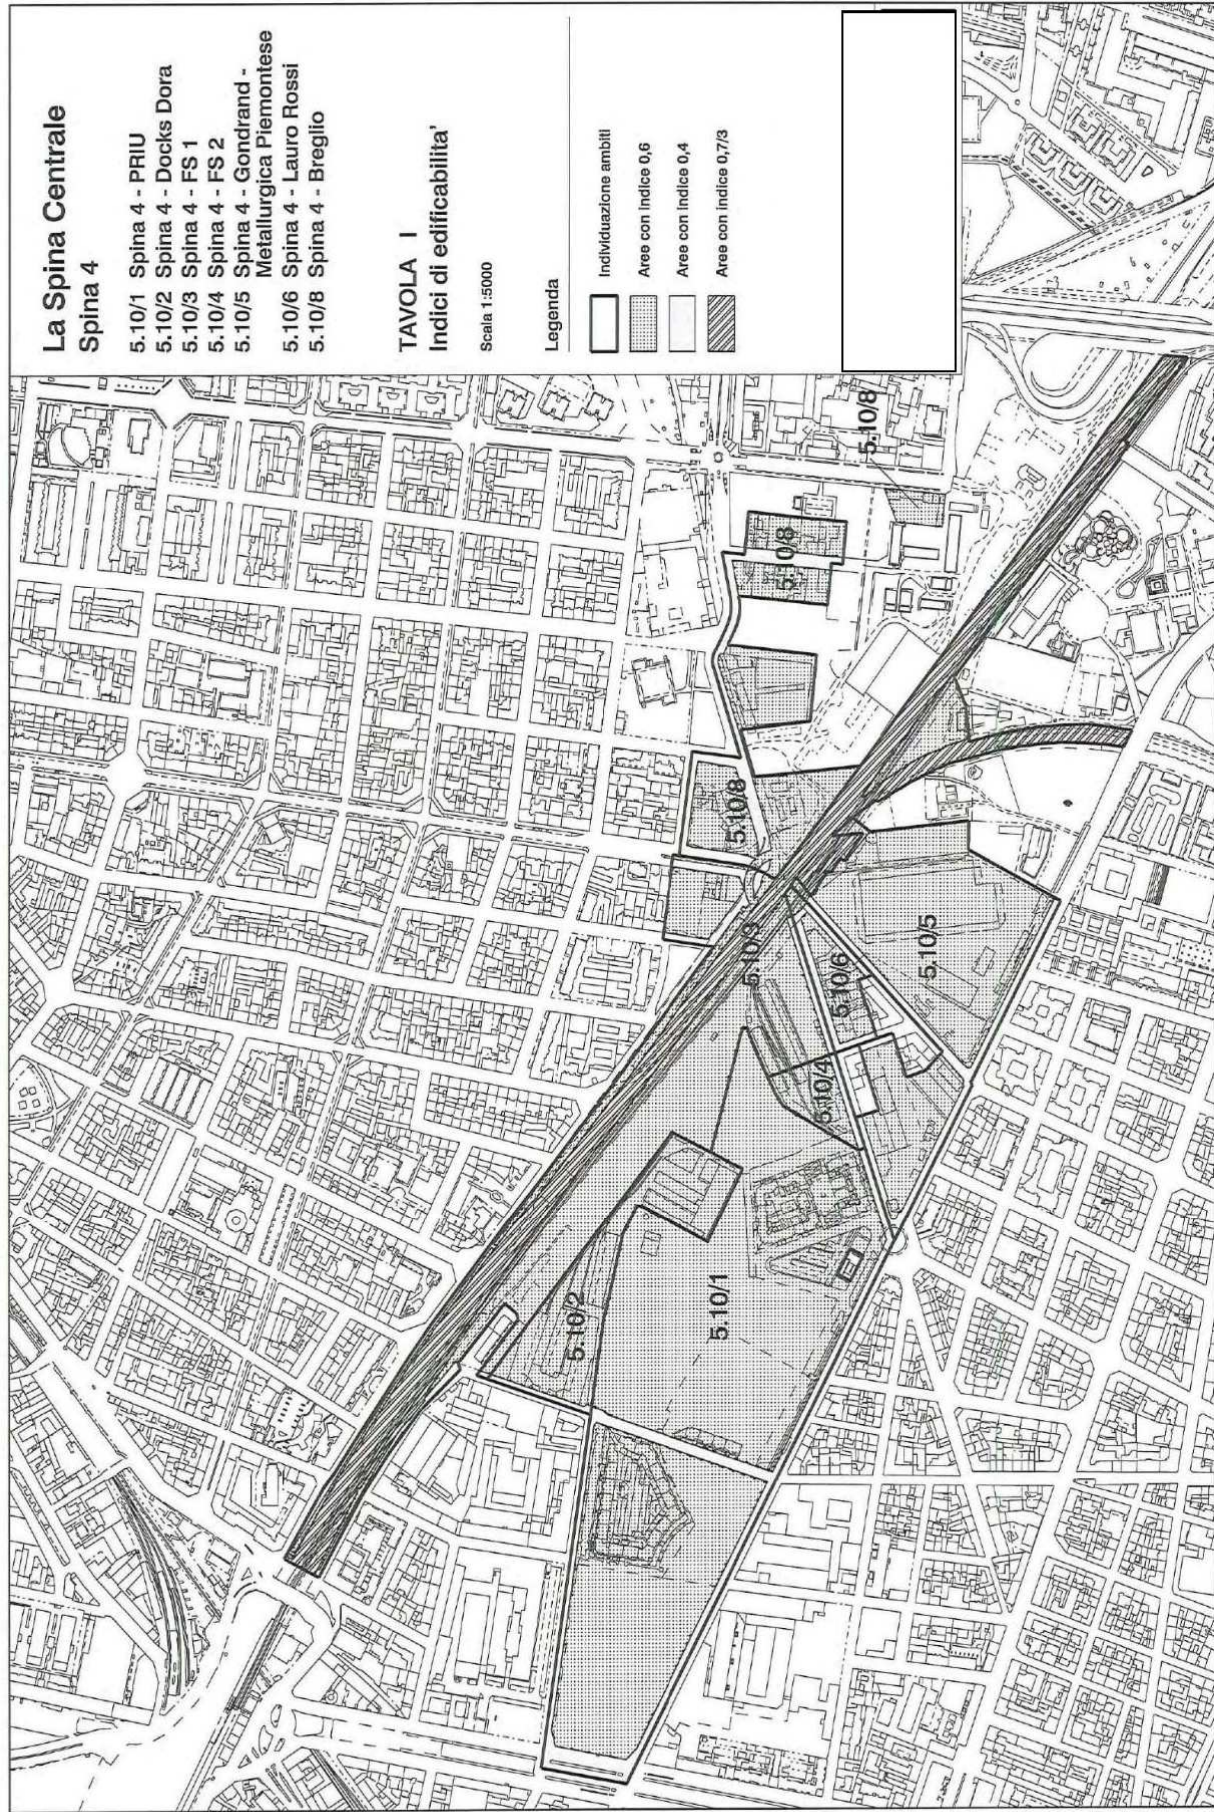 La Spina Centrale
Spina 4
5.10/1 Spina 4 - PRIU
5.10/2 Spina 4 - Docks Dora
5.10/3 Spina 4 - FS 1
5.10/4 Spina 4 - FS 2
5.10/5 Spina 4 - Gondrand -
Metallurgica Piemontese
5.10/6 Spina 4 - Lauro Rossi
5.10/8 Spina 4 - Breglio
TAVOLA I
Indici di edificabilita'
Scala 1:5000
Legenda
Individuazione ambiti
Aree con indice 0,6
Aree con indice 0,4
Aree con indice 0,7/3
5.10/8
5.10/8
5.10/8
5.10/3
5.10/6
5.10/5
5.10/4
5.10/2
5.10/1